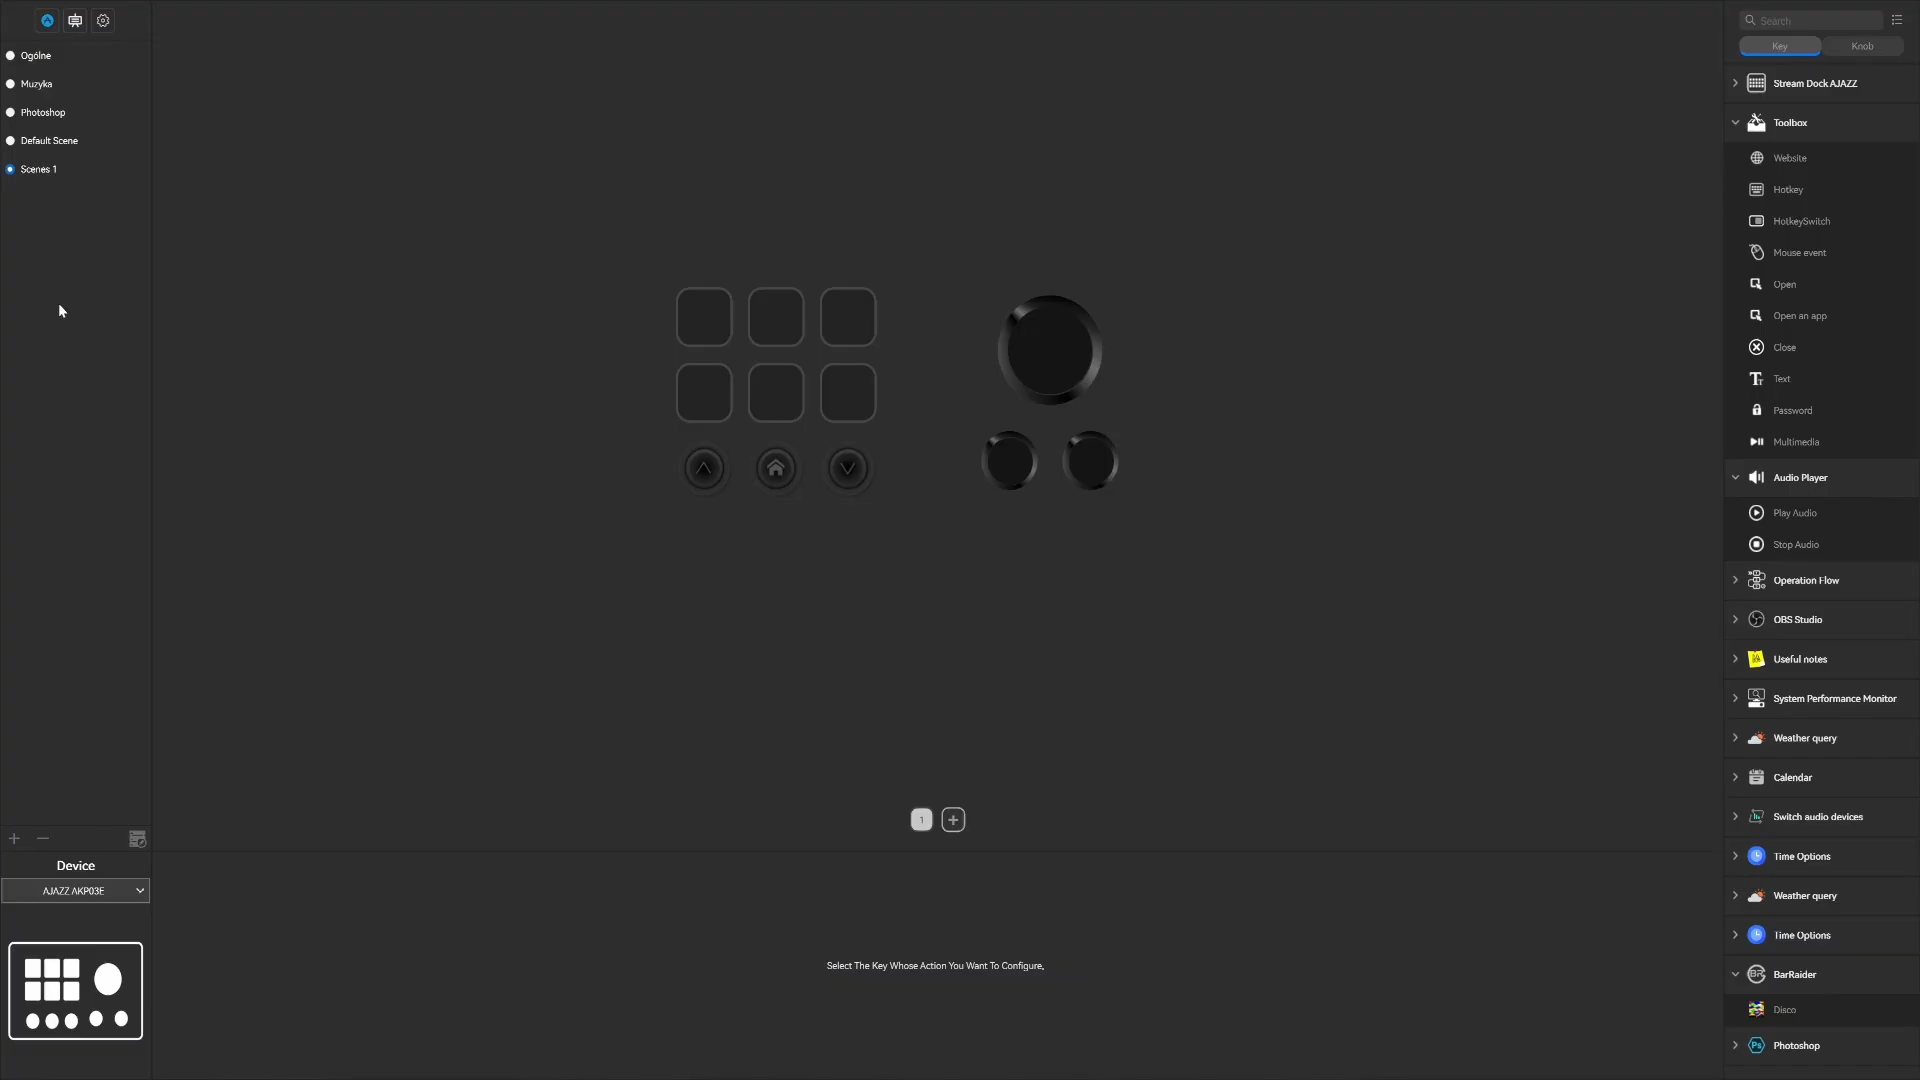 Ogólne
Muzyka
Photoshop
Default Scene
Scenes 1
Device
AJAZZ AKP03E
1
Select The Key Whose Action You Want To Configure.
Search
Key
Knob
Stream Dock AJAZZ
Toolbox
Website
Hotkey
HotkeySwitch
Mouse event
Open
Open an app
Close
Text
Password
Multimedia
Audio Player
Play Audio
Stop Audio
Operation Flow
OBS Studio
Useful notes
System Performance Monitor
Weather query
Calendar
Switch audio devices
Time Options
Weather query
Time Options
BarRaider
Disco
Photoshop